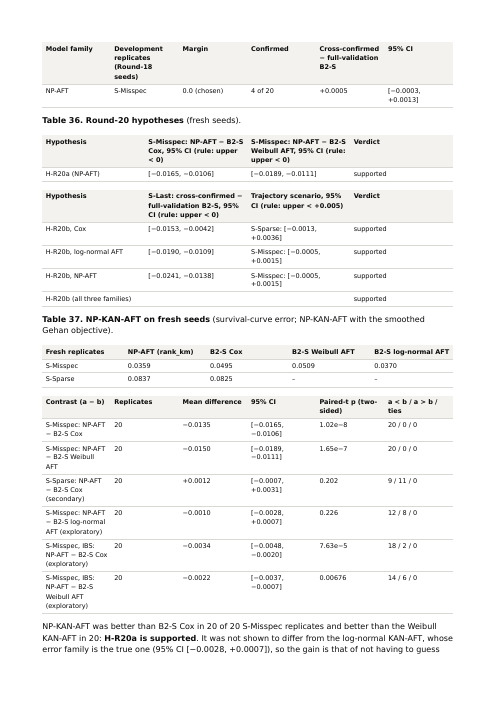 Model family Development replicates (Round-18 seeds) Margin Confirmed Cross-confirmed − full-validation B2-S 95% CI
NP-AFT S-Misspec 0.0 (chosen) 4 of 20 +0.0005 [−0.0003, +0.0013]
Table 36. Round-20 hypotheses (fresh seeds).
Hypothesis S-Misspec: NP-AFT − B2-S Cox, 95% CI (rule: upper < 0) S-Misspec: NP-AFT − B2-S Weibull AFT, 95% CI (rule: upper < 0) Verdict
H-R20a (NP-AFT) [−0.0165, −0.0106] [−0.0189, −0.0111] supported
Hypothesis S-Last: cross-confirmed − full-validation B2-S, 95% CI (rule: upper < 0) Trajectory scenario, 95% CI (rule: upper < +0.005) Verdict
H-R20b, Cox [−0.0153, −0.0042] S-Sparse: [−0.0013, +0.0036] supported
H-R20b, log-normal AFT [−0.0190, −0.0109] S-Misspec: [−0.0005, +0.0015] supported
H-R20b, NP-AFT [−0.0241, −0.0138] S-Misspec: [−0.0005, +0.0015] supported
H-R20b (all three families) supported
Table 37. NP-KAN-AFT on fresh seeds (survival-curve error; NP-KAN-AFT with the smoothed
Gehan objective).
Fresh replicates NP-AFT (rank_km) B2-S Cox B2-S Weibull AFT B2-S log-normal AFT
S-Misspec 0.0359 0.0495 0.0509 0.0370
S-Sparse 0.0837 0.0825 – –
Contrast (a − b) Replicates Mean difference 95% CI Paired-t p (two-sided) a < b / a > b / ties
S-Misspec: NP-AFT − B2-S Cox 20 −0.0135 [−0.0165, −0.0106] 1.02e−8 20 / 0 / 0
S-Misspec: NP-AFT − B2-S Weibull AFT 20 −0.0150 [−0.0189, −0.0111] 1.65e−7 20 / 0 / 0
S-Sparse: NP-AFT − B2-S Cox (secondary) 20 +0.0012 [−0.0007, +0.0031] 0.202 9 / 11 / 0
S-Misspec: NP-AFT − B2-S log-normal AFT (exploratory) 20 −0.0010 [−0.0028, +0.0007] 0.226 12 / 8 / 0
S-Misspec, IBS: NP-AFT − B2-S Cox (exploratory) 20 −0.0034 [−0.0048, −0.0020] 7.63e−5 18 / 2 / 0
S-Misspec, IBS: NP-AFT − B2-S Weibull AFT (exploratory) 20 −0.0022 [−0.0037, −0.0007] 0.00676 14 / 6 / 0
NP-KAN-AFT was better than B2-S Cox in 20 of 20 S-Misspec replicates and better than the Weibull
KAN-AFT in 20: H-R20a is supported. It was not shown to differ from the log-normal KAN-AFT, whose
error family is the true one (95% CI [−0.0028, +0.0007]), so the gain is that of not having to guess